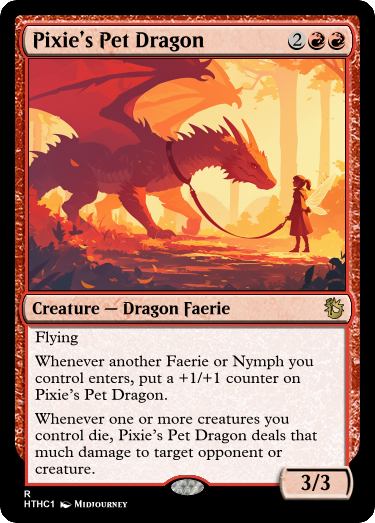 Pixie's Pet Dragon 2
Creature — Dragon Faerie
Flying
Whenever another Faerie or Nymph you
control enters, put a +1/+1 counter on
Pixie's Pet Dragon.
Whenever one or more creatures you
control die, Pixie's Pet Dragon deals that
much damage to target opponent or
creature.
3/3
R
HTHC1 Midjourney